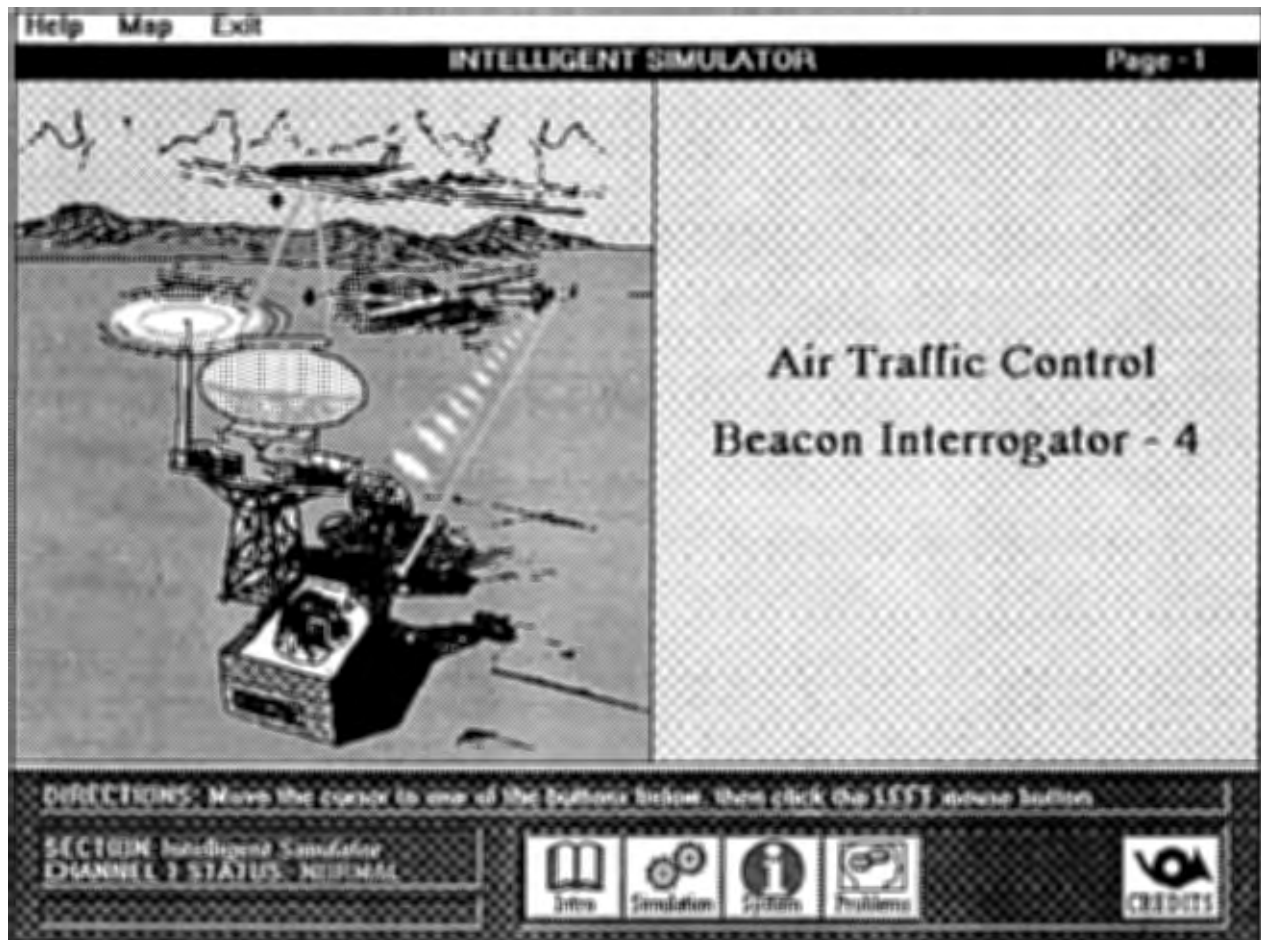 Help Map Exit
INTELLIGENT SIMULATOR Page - 1
Air Traffic Control
Beacon Interrogator - 4
DIRECTIONS: Move the cursor to one of the buttons below, then click the LEFT mouse button
SECTION: Intelligent Simulator
CHANNEL 1 STATUS: NORMAL
Intro Simulation System Problems CREDITS